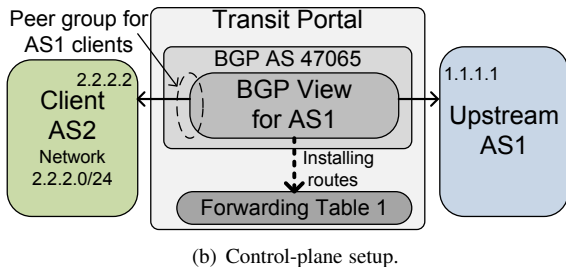 Peer group for
AS1 clients
Transit Portal
BGP AS 47065
BGP View
for AS1
2.2.2.2
Client
AS2
Network
2.2.2.0/24
1.1.1.1
Upstream
AS1
Installing
routes
Forwarding Table 1
(b) Control-plane setup.